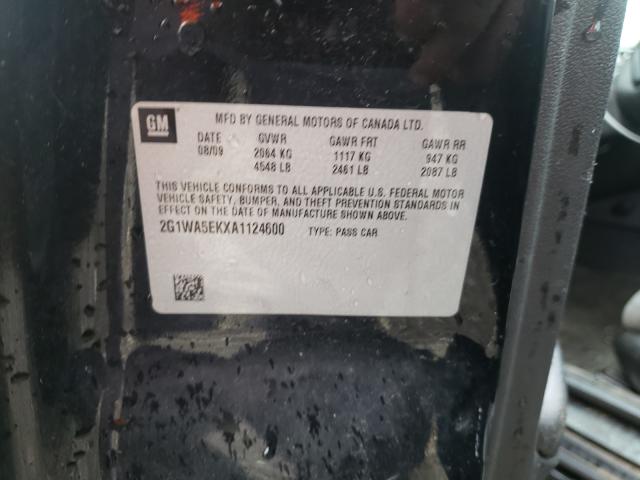 GM
MFD BY GENERAL MOTORS OF CANADA LTD.
DATE GVWR GAWR FRT GAWR RR
08/09 2064 KG 1117 KG 947 KG
4548 LB 2461 LB 2087 LB
THIS VEHICLE CONFORMS TO ALL APPLICABLE U.S. FEDERAL MOTOR
VEHICLE SAFETY, BUMPER, AND THEFT PREVENTION STANDARDS IN
EFFECT ON THE DATE OF MANUFACTURE SHOWN ABOVE.
2G1WA5EKXA1124600 TYPE: PASS CAR